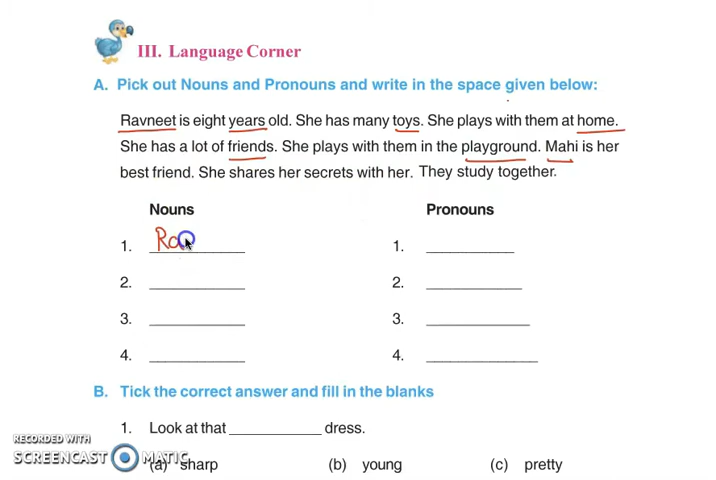 III. Language Corner
A. Pick out Nouns and Pronouns and write in the space given below:
Ravneet is eight years old. She has many toys. She plays with them at home.
She has a lot of friends. She plays with them in the playground. Mahi is her
best friend. She shares her secrets with her. They study together.
Nouns Pronouns
1. Ra 1.
2. 2.
3. 3.
4. 4.
B. Tick the correct answer and fill in the blanks
1. Look at that ____________ dress.
(a) sharp (b) young (c) pretty
RECORDED WITH
SCREENCAST MATIC